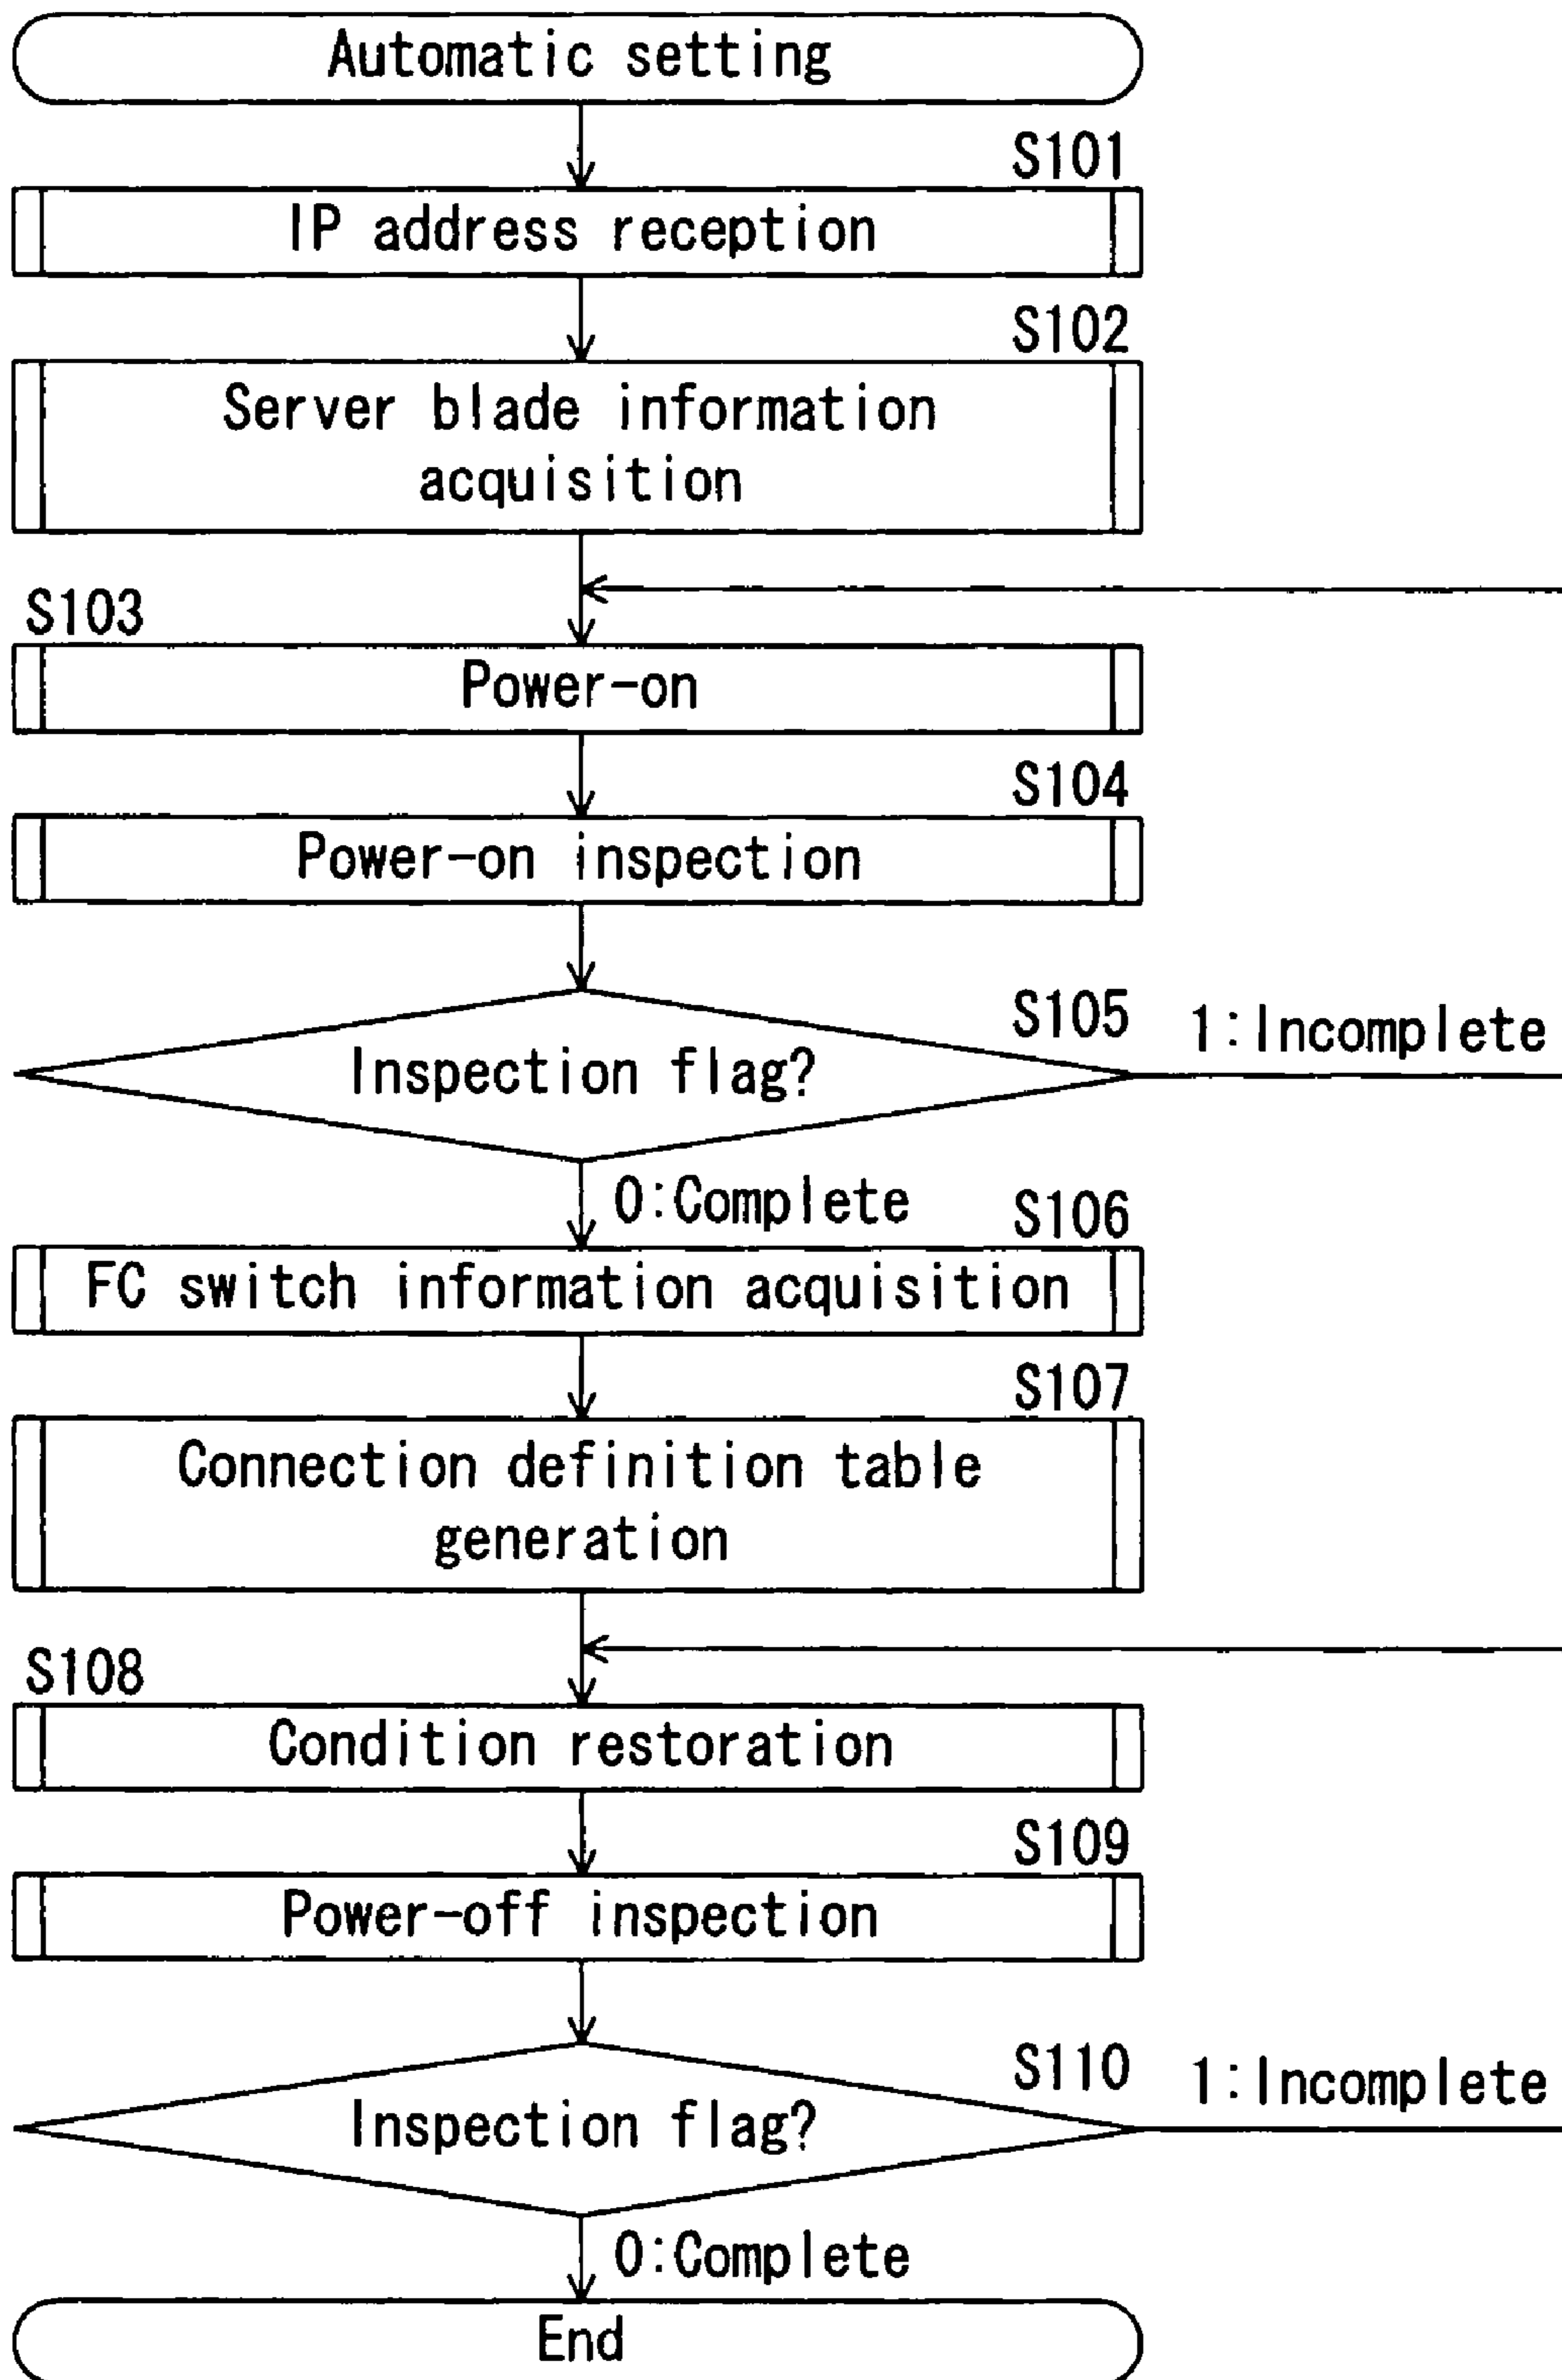 Automatic setting
S101
IP address reception
S102
Server blade information
acquisition
S103
Power-on
S104
Power-on inspection
S105
1:Incomplete
Inspection flag?
0:Complete
S106
FC switch information acquisition
S107
Connection definition table
generation
S108
Condition restoration
S109
Power-off inspection
S110
1:Incomplete
Inspection flag?
0:Complete
End